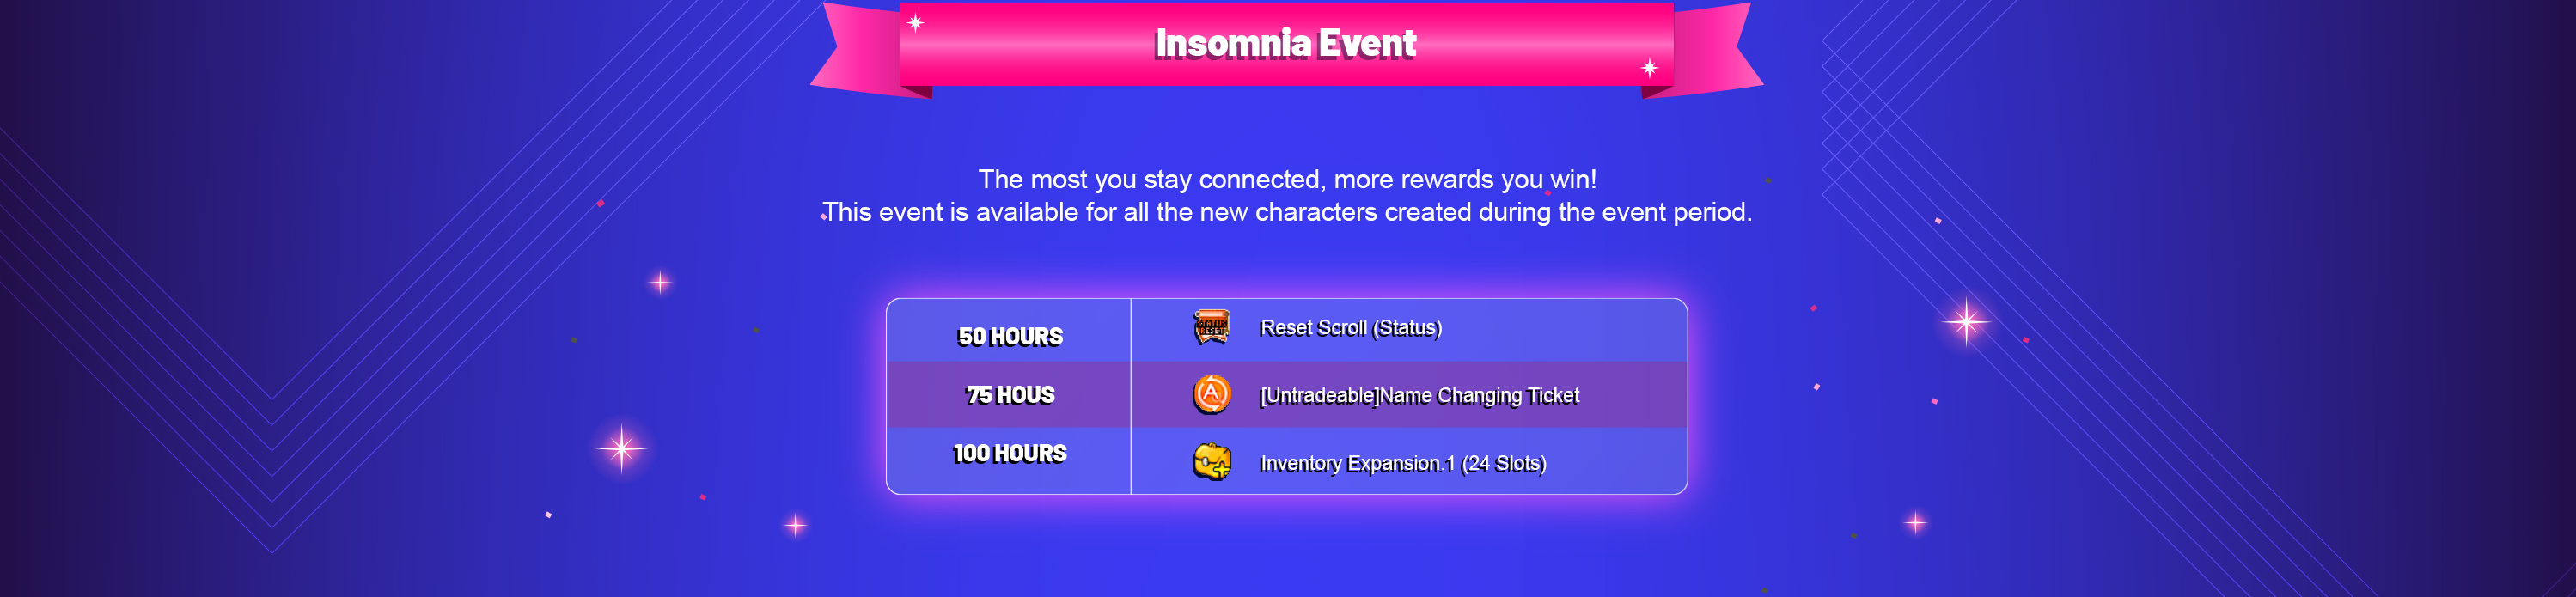 Insomnia Event
The most you stay connected, more rewards you win!
This event is available for all the new characters created during the event period.
50 HOURS
STATUS
RESET
Reset Scroll (Status)
75 HOUS
A
[Untradeable]Name Changing Ticket
100 HOURS
Inventory Expansion.1 (24 Slots)